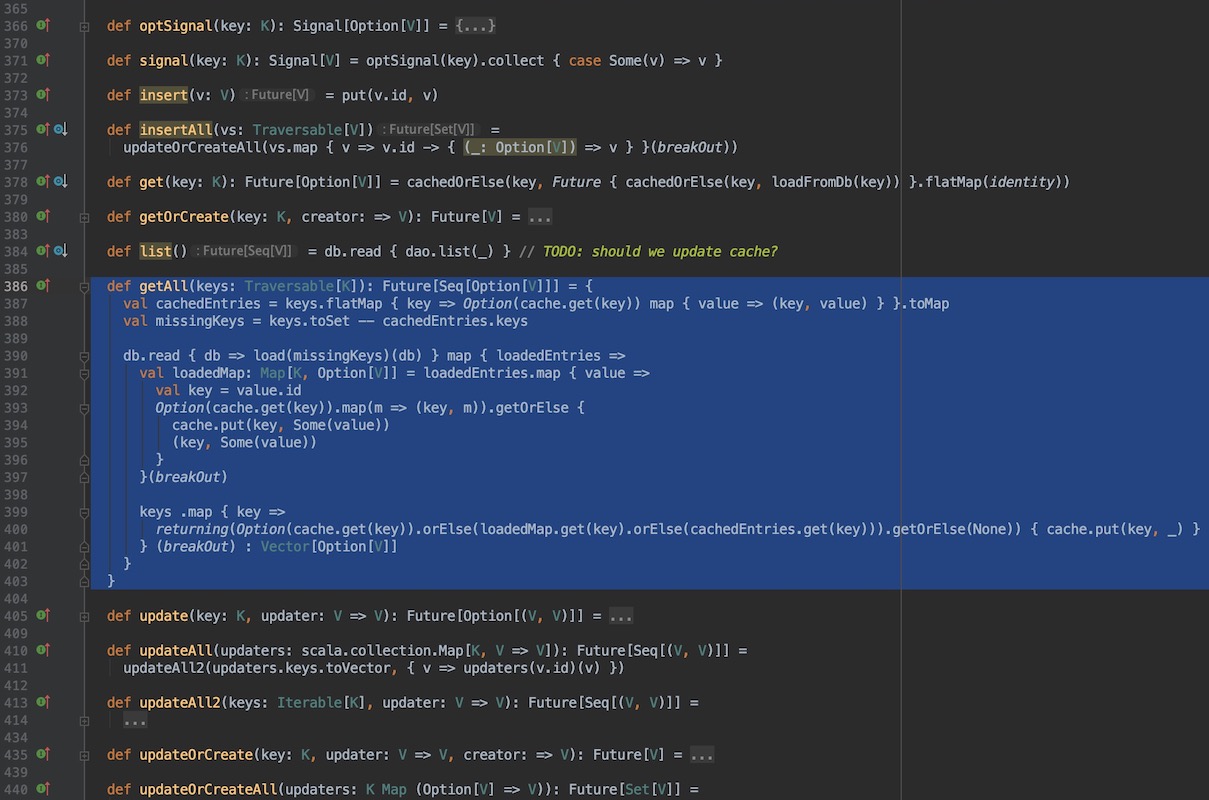 365
366 def optSignal(key: K): Signal[Option[V]] = {...}
370
371 def signal(key: K): Signal[V] = optSignal(key).collect { case Some(v) => v }
372
373 def insert(v: V) : Future[V] = put(v.id, v)
374
375 def insertAll(vs: Traversable[V]) : Future[Set[V]] =
376 updateOrCreateAll(vs.map { v => v.id -> { (_: Option[V]) => v } }(breakOut))
377
378 def get(key: K): Future[Option[V]] = cachedOrElse(key, Future { cachedOrElse(key, loadFromDb(key)) }.flatMap(identity))
379
380 def getOrCreate(key: K, creator: => V): Future[V] = ...
383
384 def list() : Future[Seq[V]] = db.read { dao.list(_) } // TODO: should we update cache?
385
386 def getAll(keys: Traversable[K]): Future[Seq[Option[V]]] = {
387 val cachedEntries = keys.flatMap { key => Option(cache.get(key)) map { value => (key, value) } }.toMap
388 val missingKeys = keys.toSet -- cachedEntries.keys
389
390 db.read { db => load(missingKeys)(db) } map { loadedEntries =>
391 val loadedMap: Map[K, Option[V]] = loadedEntries.map { value =>
392 val key = value.id
393 Option(cache.get(key)).map(m => (key, m)).getOrElse {
394 cache.put(key, Some(value))
395 (key, Some(value))
396 }
397 }(breakOut)
398
399 keys .map { key =>
400 returning(Option(cache.get(key)).orElse(loadedMap.get(key).orElse(cachedEntries.get(key))).getOrElse(None)) { cache.put(key, _) }
401 } (breakOut) : Vector[Option[V]]
402 }
403 }
404
405 def update(key: K, updater: V => V): Future[Option[(V, V)]] = ...
409
410 def updateAll(updaters: scala.collection.Map[K, V => V]): Future[Seq[(V, V)]] =
411 updateAll2(updaters.keys.toVector, { v => updaters(v.id)(v) })
412
413 def updateAll2(keys: Iterable[K], updater: V => V): Future[Seq[(V, V)]] =
414 ...
434
435 def updateOrCreate(key: K, updater: V => V, creator: => V): Future[V] = ...
439
440 def updateOrCreateAll(updaters: K Map (Option[V] => V)): Future[Set[V]] =